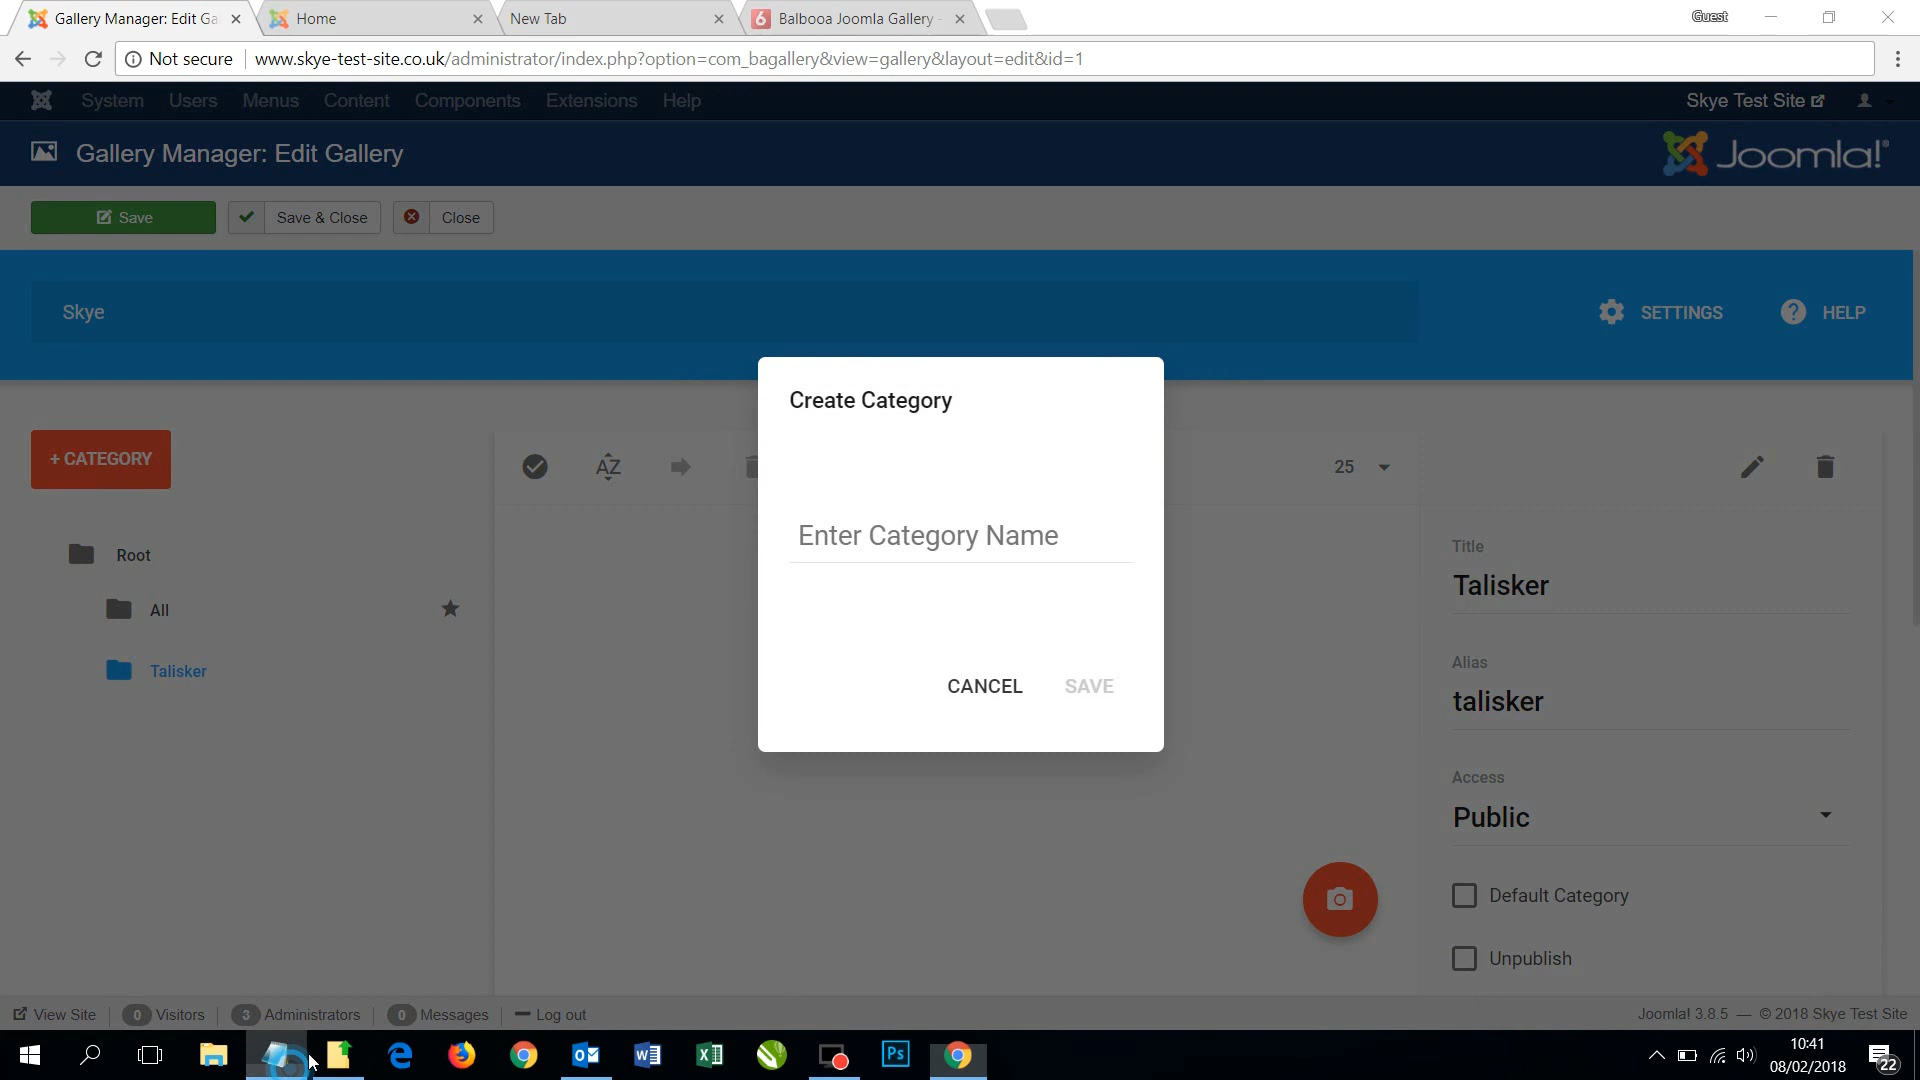 Gallery Manager: Edit Ga
Home
New Tab
Balbooa Joomla Gallery -
Guest
Not secure
www.skye-test-site.co.uk/administrator/index.php?option=com_bagallery&view=gallery&layout=edit&id=1
System Users Menus Content Components Extensions Help
Skye Test Site
Gallery Manager: Edit Gallery
Joomla!®
Save
Save & Close
Close
Skye
SETTINGS
HELP
Create Category
+ CATEGORY
AZ
25
Enter Category Name
Title
Root
Talisker
All
Alias
Talisker
CANCEL
SAVE
talisker
Access
Public
Default Category
Unpublish
View Site
0 Visitors
3 Administrators
0 Messages
Log out
Joomla! 3.8.5 — © 2018 Skye Test Site
Ps
10:41
08/02/2018
22